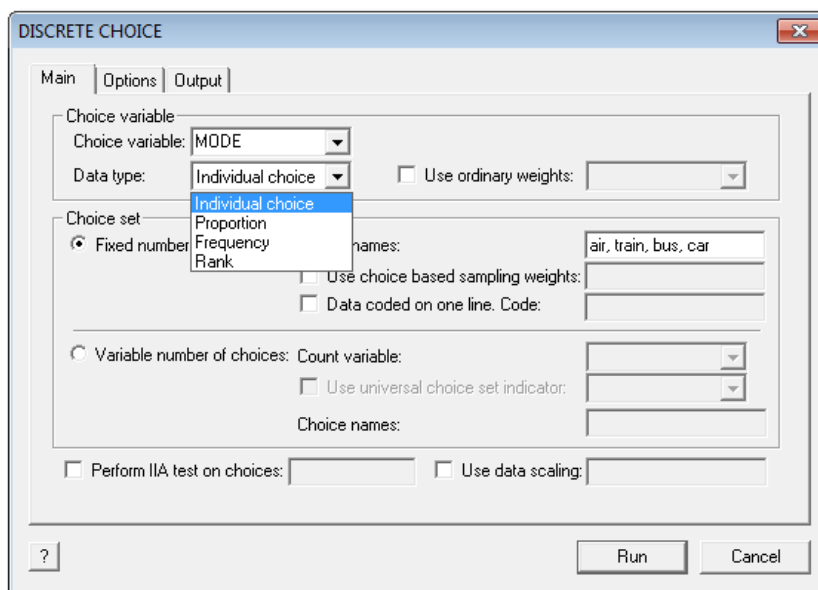 DISCRETE CHOICE
Main Options Output
Choice variable
Choice variable: MODE
Data type: Individual choice Use ordinary weights:
Individual choice
Proportion
Frequency
Rank
Choice set
Fixed number names: air, train, bus, car
Use choice based sampling weights:
Data coded on one line. Code:
Variable number of choices: Count variable:
Use universal choice set indicator:
Choice names:
Perform IIA test on choices: Use data scaling:
? Run Cancel